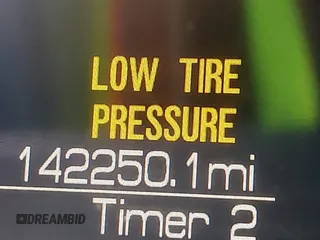 LOW TIRE
PRESSURE
142250.1mi
DREAMBID
Timer 2